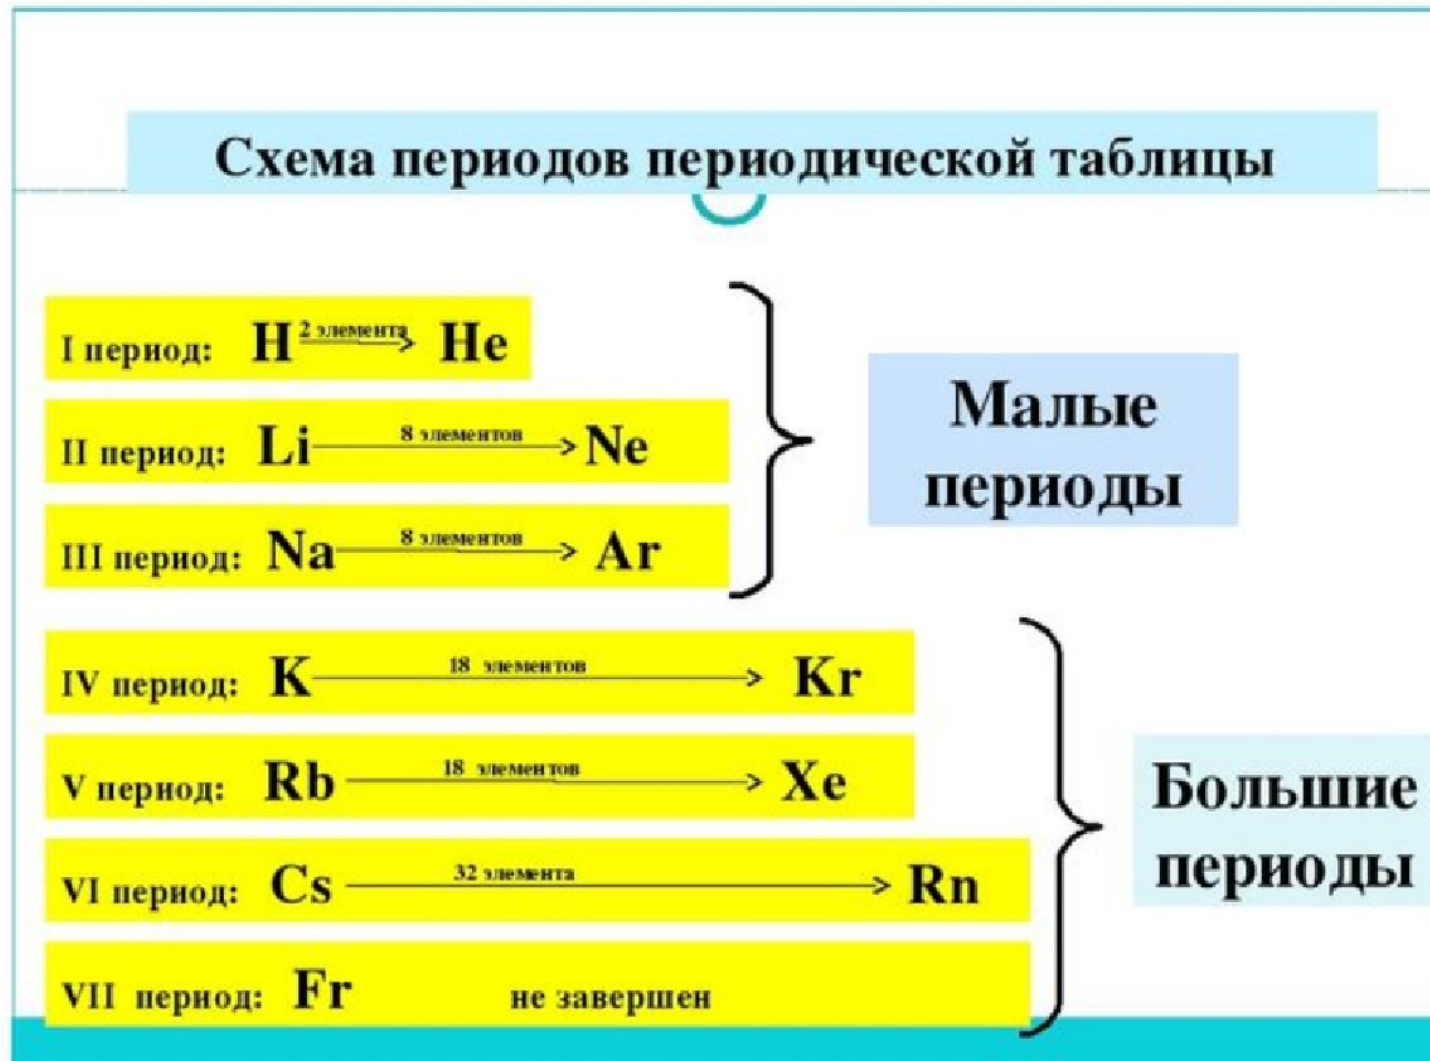 Схема периодов периодической таблицы
I период: H 2 элемента He
II период: Li 8 элементов Ne
III период: Na 8 элементов Ar
Малые
периоды
IV период: K 18 элементов Kr
V период: Rb 18 элементов Xe
VI период: Cs 32 элемента Rn
VII период: Fr не завершен
Большие
периоды